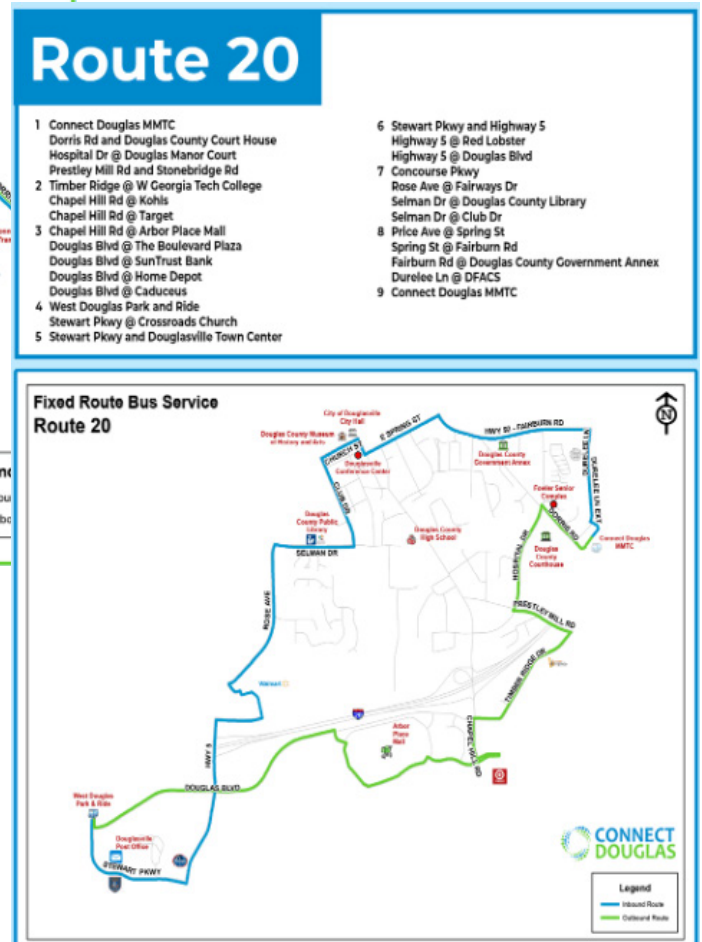 Route 20
1 Connect Douglas MMTC
Dorris Rd and Douglas County Court House
Hospital Dr @ Douglas Manor Court
Prestley Mill Rd and Stonebridge Rd
2 Timber Ridge @ W Georgia Tech College
Chapel Hill Rd @ Kohls
Chapel Hill Rd @ Target
3 Chapel Hill Rd @ Arbor Place Mall
Douglas Blvd @ The Boulevard Plaza
Douglas Blvd @ SunTrust Bank
Douglas Blvd @ Home Depot
Douglas Blvd @ Caduceus
4 West Douglas Park and Ride
Stewart Pkwy @ Crossroads Church
5 Stewart Pkwy and Douglasville Town Center
6 Stewart Pkwy and Highway 5
Highway 5 @ Red Lobster
Highway 5 @ Douglas Blvd
7 Concourse Pkwy
Rose Ave @ Fairways Dr
Selman Dr @ Douglas County Library
Selman Dr @ Club Dr
8 Price Ave @ Spring St
Spring St @ Fairburn Rd
Fairburn Rd @ Douglas County Government Annex
Durelee Ln @ DFACS
9 Connect Douglas MMTC
Fixed Route Bus Service
Route 20
N
City of Douglasville
City Hall
Douglas County Museum
of History and Arts
CHURCH ST
E SPRING ST
HWY 92 - FAIRBURN RD
Douglasville
Conference Center
Douglas County
Government Annex
DURELEE LN
DURELEE LN EXT
CLUB DR
Fowler Senior
Complex
DORRIS RD
Douglas
County Public
Library
Douglas County
High School
HOSPITAL DR
Douglas
County
Courthouse
Connect Douglas
MMTC
SELMAN DR
ROSE AVE
PRESTLEY MILL RD
TIMBER RIDGE DR
Walmart
HWY 5
Arbor
Place
Mall
CHAPEL HILL RD
DOUGLAS BLVD
West Douglas
Park & Ride
Douglasville
Post Office
STEWART PKWY
CONNECT
DOUGLAS
Legend
Inbound Route
Outbound Route